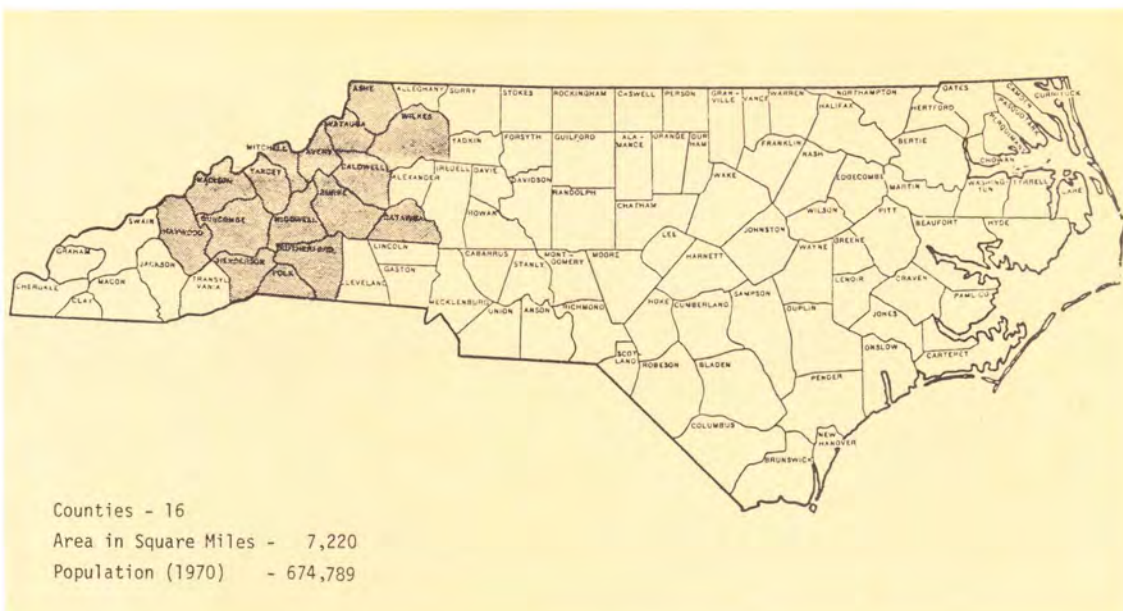 ASHE
ALLEGHANY
SURRY
STOKES
ROCKINGHAM
CASWELL
PERSON
GRAN-
VILLE
VANCE
WARREN
NORTHAMPTON
HALIFAX
HERTFORD
GATES
CAMDEN
PASQUOTANK
PERQUIMANS
CURRITUCK
CHOWAN
BERTIE
WATAUGA
WILKES
YADKIN
FORSYTH
GUILFORD
ALA-
MANCE
ORANGE
DUR
HAM
FRANKLIN
NASH
EDGECOMBE
MARTIN
WASHING-
TON
TYRRELL
MITCHELL
AVERY
CALDWELL
ALEXANDER
IREDELL
DAVIE
DAVIDSON
RANDOLPH
CHATHAM
WAKE
WILSON
PITT
BEAUFORT
HYDE
MADISON
YANCEY
BURKE
CATAWBA
ROWAN
JOHNSTON
GREENE
SWAIN
HAYWOOD
BUNCOMBE
RUTHERFORD
LINCOLN
CABARRUS
STANLY
MONT-
GOMERY
MOORE
LEE
HARNETT
WAYNE
LENOIR
CRAVEN
GRAHAM
JACKSON
HENDERSON
POLK
CLEVELAND
GASTON
MECKLENBURG
CHEROKEE
CLAY
MACON
TRANSYL
VANIA
UNION
ANSON
RICHMOND
HOKE
CUMBERLAND
SAMPSON
DUPLIN
JONES
PAMLICO
ONSLOW
CARTERET
SCOT-
LAND
ROBESON
BLADEN
PENDER
COLUMBUS
NEW
HANOVER
BRUNSWICK
Counties - 16
Area in Square Miles - 7,220
Population (1970) - 674,789